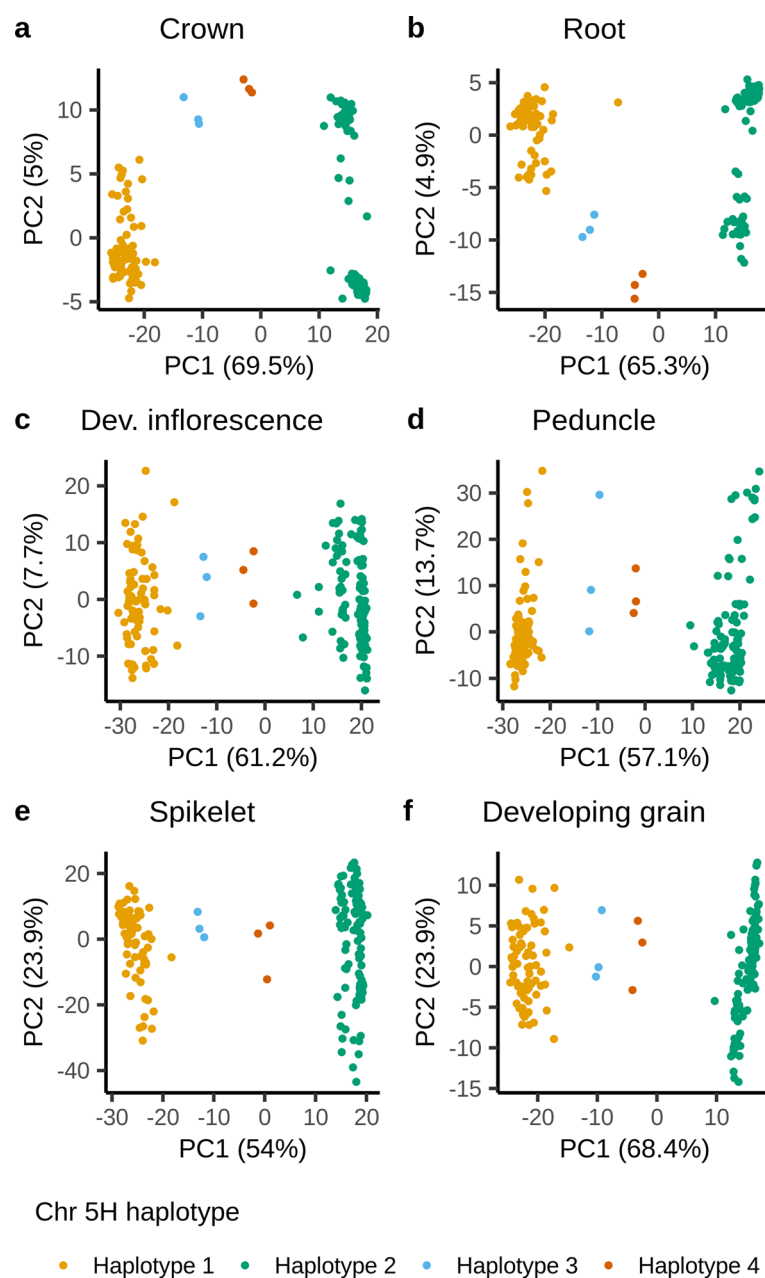 a Crown
10
5
0
-5
PC2 (5%)
-20 -10 0 10 20
PC1 (69.5%)
b Root
5
0
-5
-10
-15
PC2 (4.9%)
-20 -10 0 10
PC1 (65.3%)
c Dev. inflorescence
20
10
0
-10
PC2 (7.7%)
-30 -20 -10 0 10 20
PC1 (61.2%)
d Peduncle
30
20
10
0
-10
PC2 (13.7%)
-30 -20 -10 0 10 20
PC1 (57.1%)
e Spikelet
20
0
-20
-40
PC2 (23.9%)
-30 -20 -10 0 10 20
PC1 (54%)
f Developing grain
10
5
0
-5
-10
-15
PC2 (23.9%)
-20 -10 0 10
PC1 (68.4%)
Chr 5H haplotype
Haplotype 1 Haplotype 2 Haplotype 3 Haplotype 4